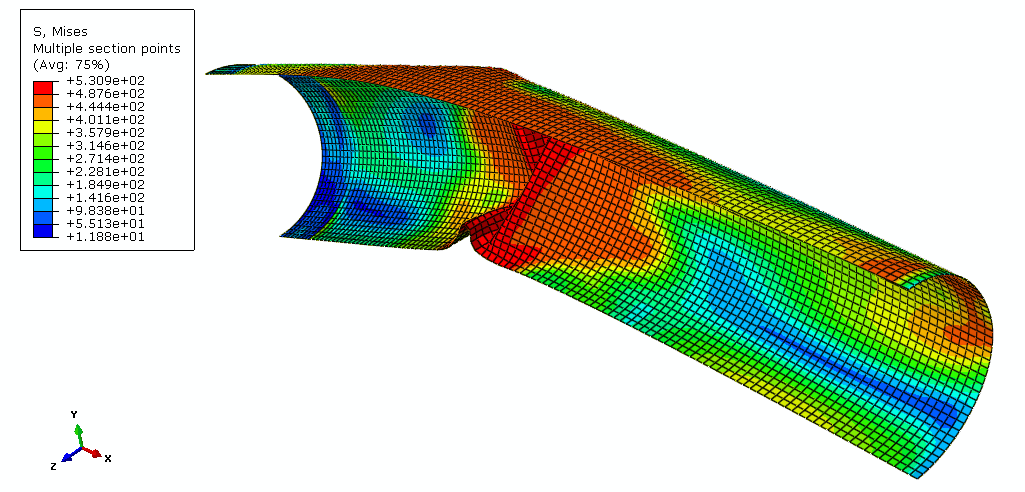 S, Mises
Multiple section points
(Avg: 75%)
+5.309e+02
+4.876e+02
+4.444e+02
+4.011e+02
+3.579e+02
+3.146e+02
+2.714e+02
+2.281e+02
+1.849e+02
+1.416e+02
+9.838e+01
+5.513e+01
+1.188e+01
Y
Z
X